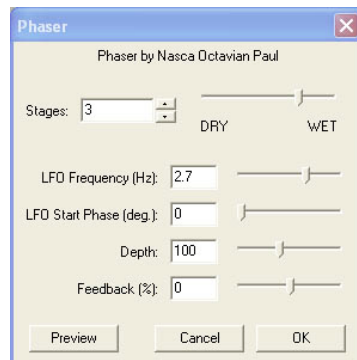 Phaser
Phaser by Nasca Octavian Paul
Stages: 3
DRY WET
LFO Frequency (Hz): 2.7
LFO Start Phase (deg.): 0
Depth: 100
Feedback (%): 0
Preview Cancel OK